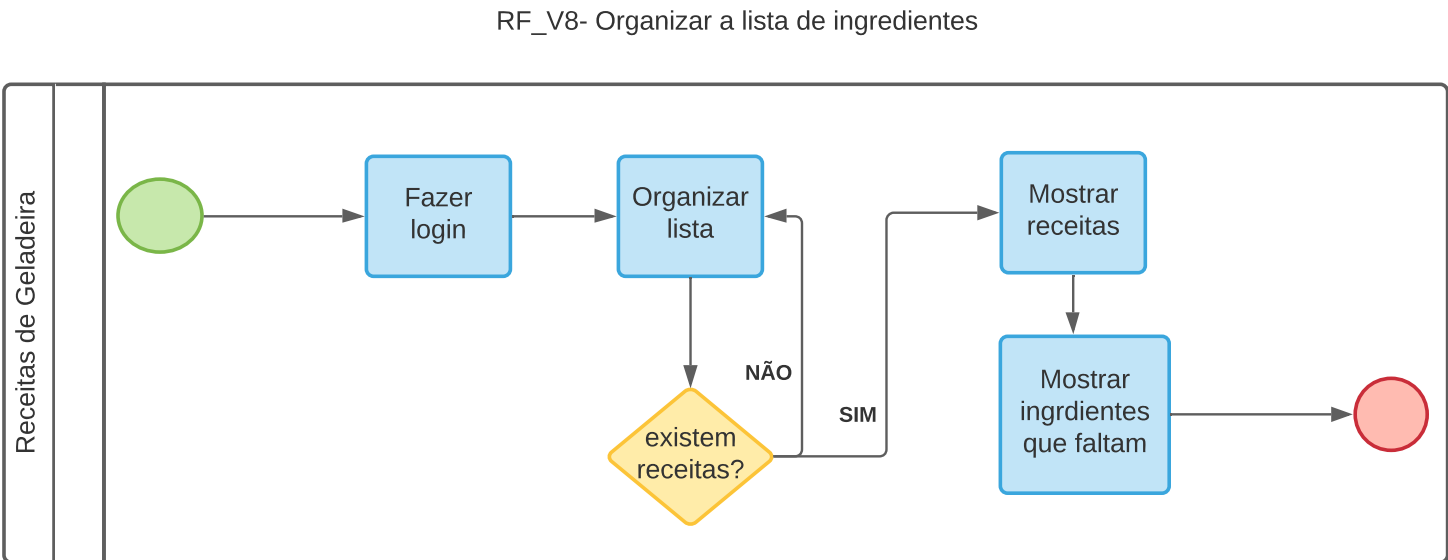 RF_V8- Organizar a lista de ingredientes
Receitas de Geladeira
Fazer
login
Organizar
lista
existem
receitas?
NÃO
SIM
Mostrar
receitas
Mostrar
ingrdientes
que faltam